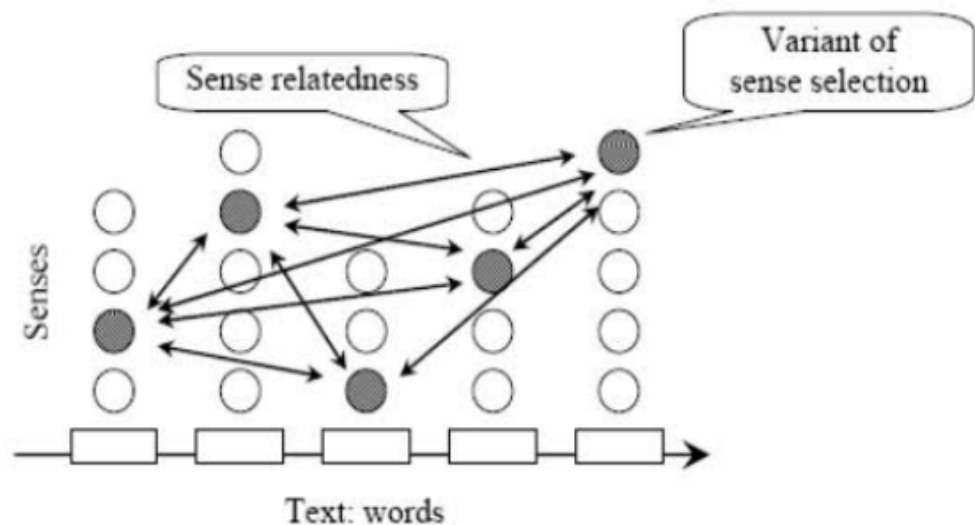 Variant of
sense selection
Sense relatedness
Senses
Text: words